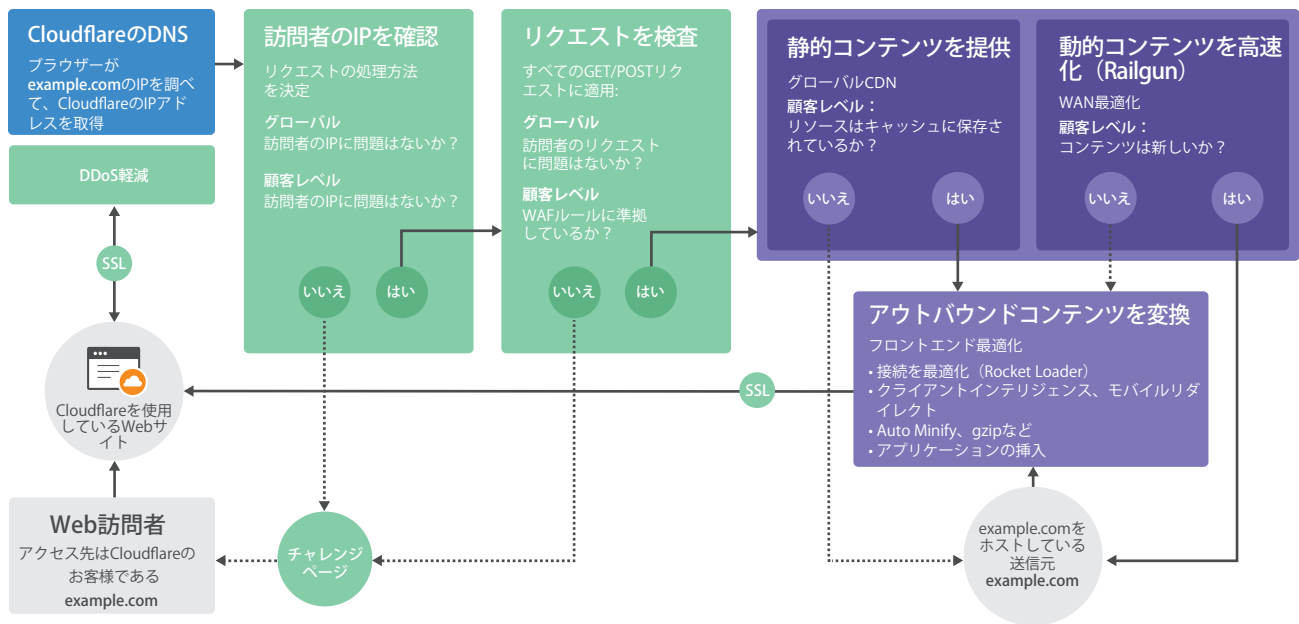 CloudflareのDNS
ブラウザーが
example.comのIPを調べ
て、CloudflareのIPアド
レスを取得
DDoS軽減
SSL
Cloudflareを使用
しているWebサ
イト
Web訪問者
アクセス先はCloudflareの
お客様である
example.com
訪問者のIPを確認
リクエストの処理方法
を決定
グローバル
訪問者のIPに問題はないか？
顧客レベル
訪問者のIPに問題はないか？
いいえ
はい
チャレンジ
ページ
リクエストを検査
すべてのGET/POSTリク
エストに適用:
グローバル
訪問者のリクエスト
に問題はないか？
顧客レベル
WAFルールに準拠
しているか？
いいえ
はい
静的コンテンツを提供
グローバルCDN
顧客レベル：
リソースはキャッシュに保存さ
れているか？
いいえ
はい
動的コンテンツを高速
化（Railgun）
WAN最適化
顧客レベル：
コンテンツは新しいか？
いいえ
はい
SSL
アウトバウンドコンテンツを変換
フロントエンド最適化
• 接続を最適化（Rocket Loader）
• クライアントインテリジェンス、モバイルリダ
イレクト
• Auto Minify、gzipなど
• アプリケーションの挿入
example.comを
ホストしている
送信元
example.com